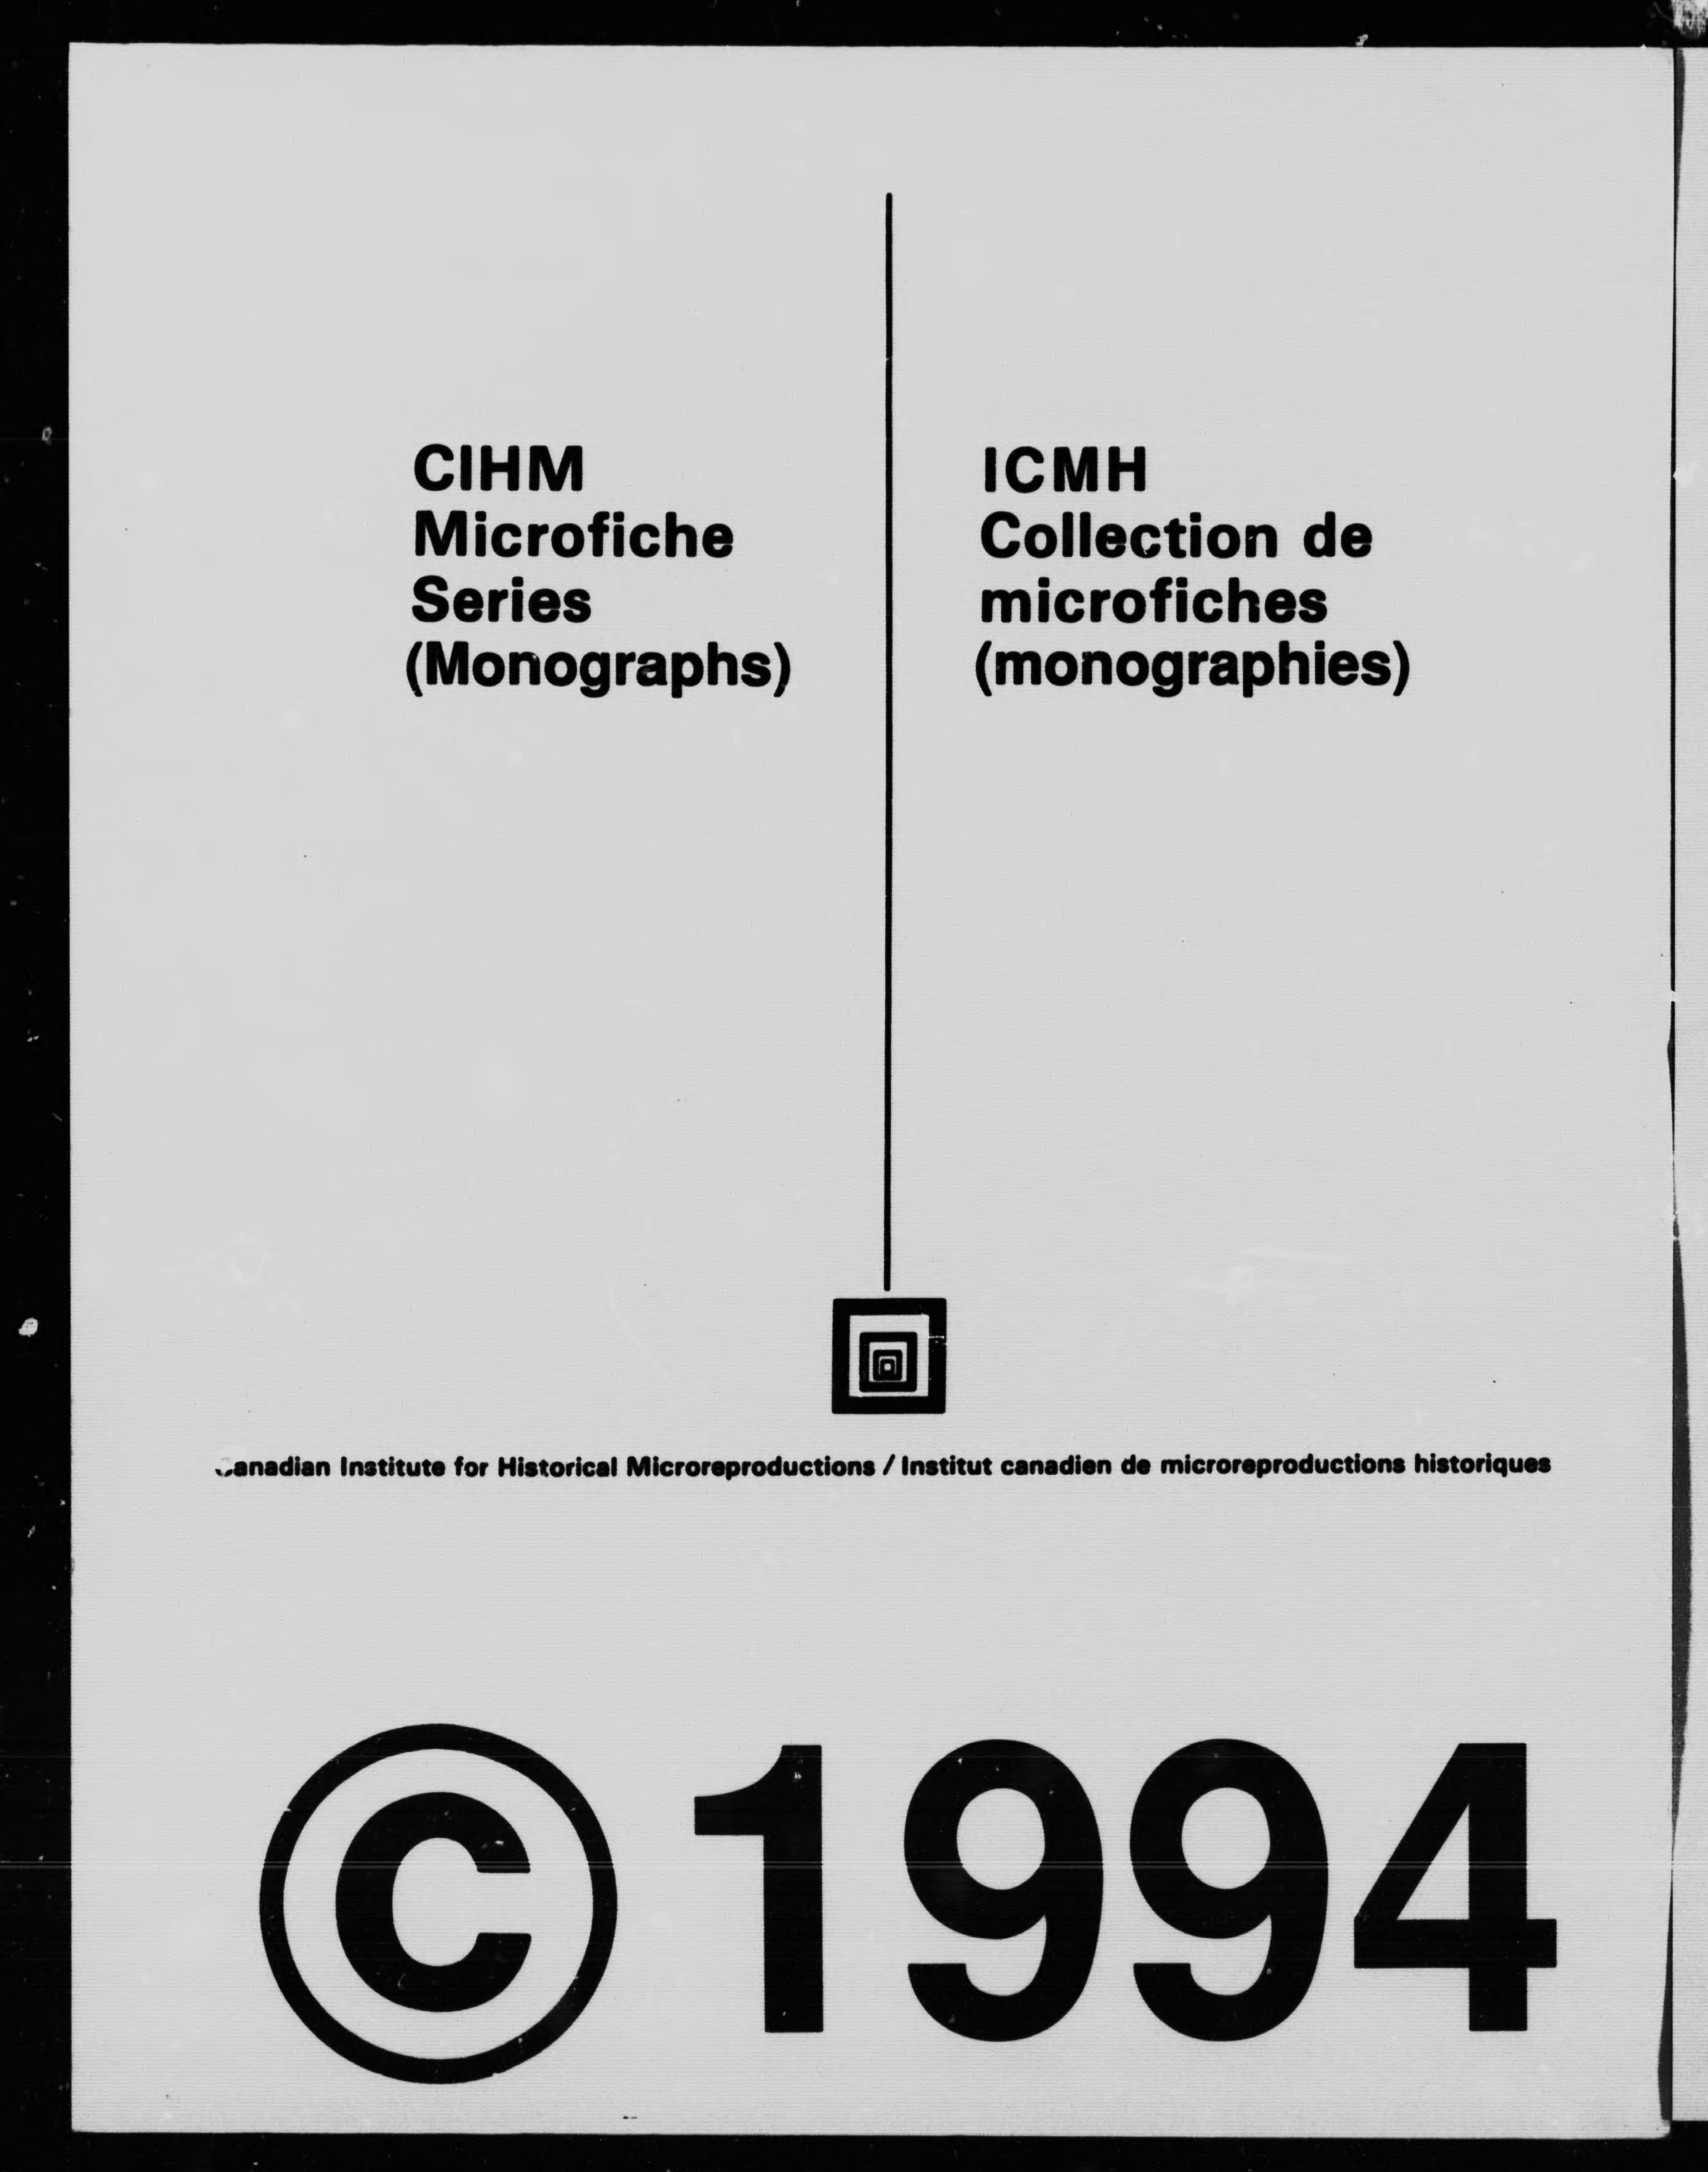 CIHM
Microfiche
Series
(Monographs)
ICMH
Collection de
microfiches
(monographies)
Canadian Institute for Historical Microreproductions / Institut canadien de microreproductions historiques
© 1994